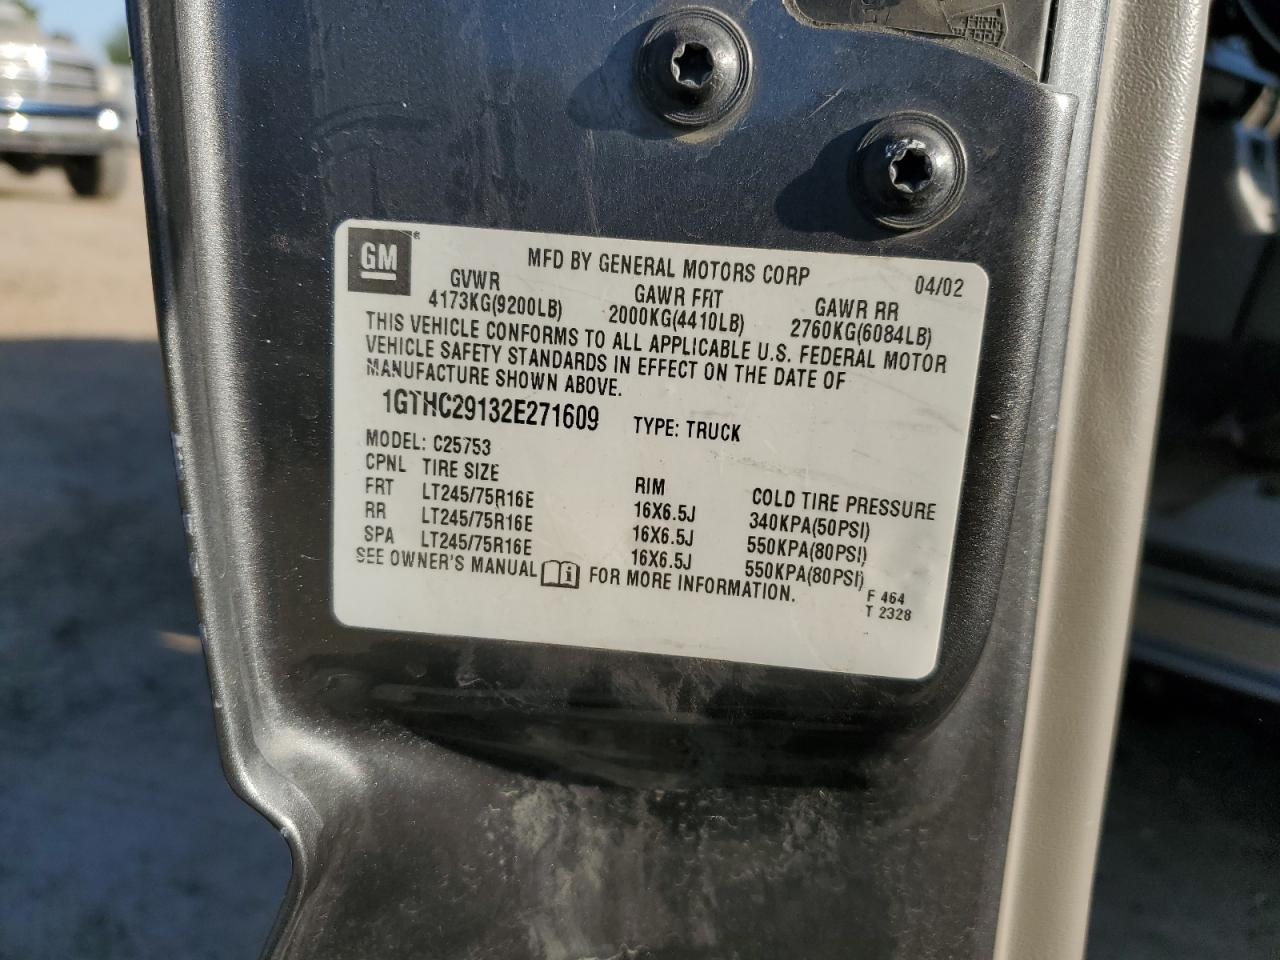 GM
MFD BY GENERAL MOTORS CORP 04/02
GVWR GAWR FRT GAWR RR
4173KG(9200LB) 2000KG(4410LB) 2760KG(6084LB)
THIS VEHICLE CONFORMS TO ALL APPLICABLE U.S. FEDERAL MOTOR
VEHICLE SAFETY STANDARDS IN EFFECT ON THE DATE OF
MANUFACTURE SHOWN ABOVE.
1GTHC29132E271609 TYPE: TRUCK
MODEL: C25753
CPNL TIRE SIZE RIM COLD TIRE PRESSURE
FRT LT245/75R16E 16X6.5J 340KPA(50PSI)
RR LT245/75R16E 16X6.5J 550KPA(80PSI)
SPA LT245/75R16E 16X6.5J 550KPA(80PSI)
SEE OWNER'S MANUAL FOR MORE INFORMATION.
F 464
T 2328